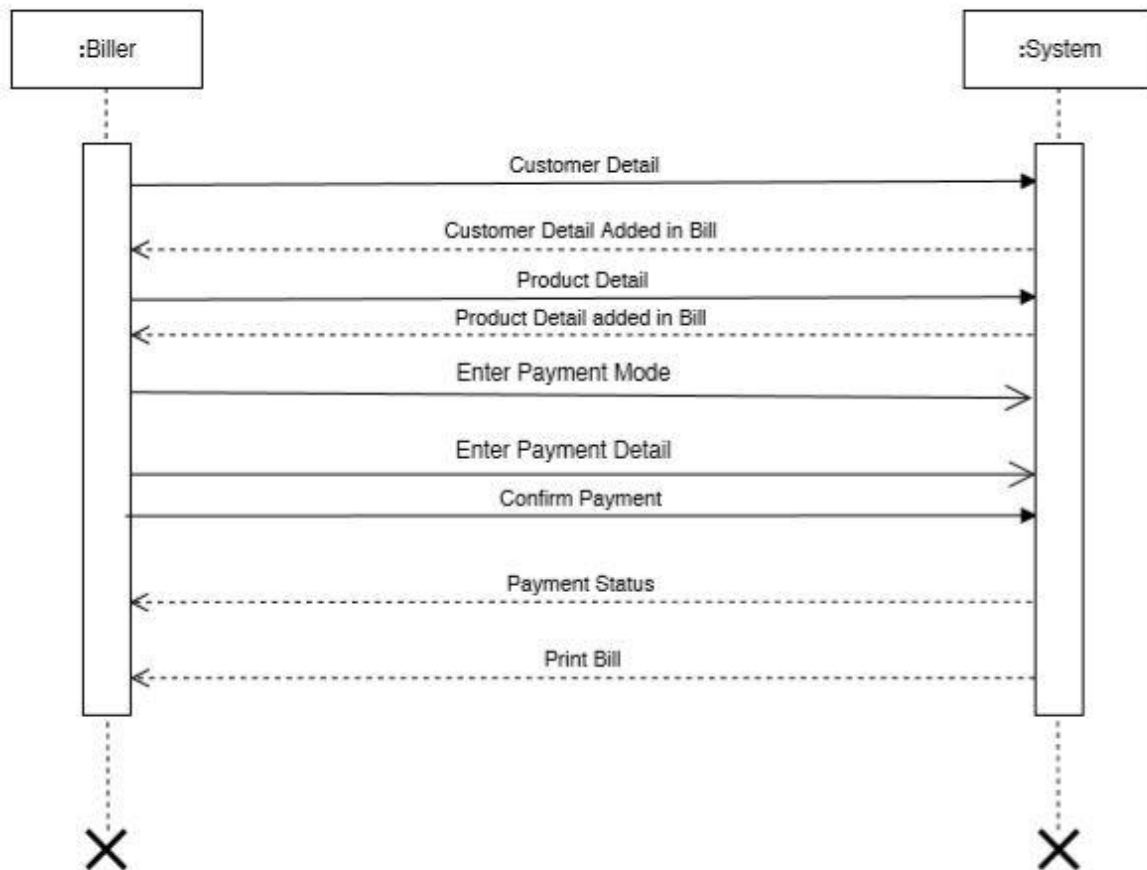 :Biller
:System
Customer Detail
Customer Detail Added in Bill
Product Detail
Product Detail added in Bill
Enter Payment Mode
Enter Payment Detail
Confirm Payment
Payment Status
Print Bill